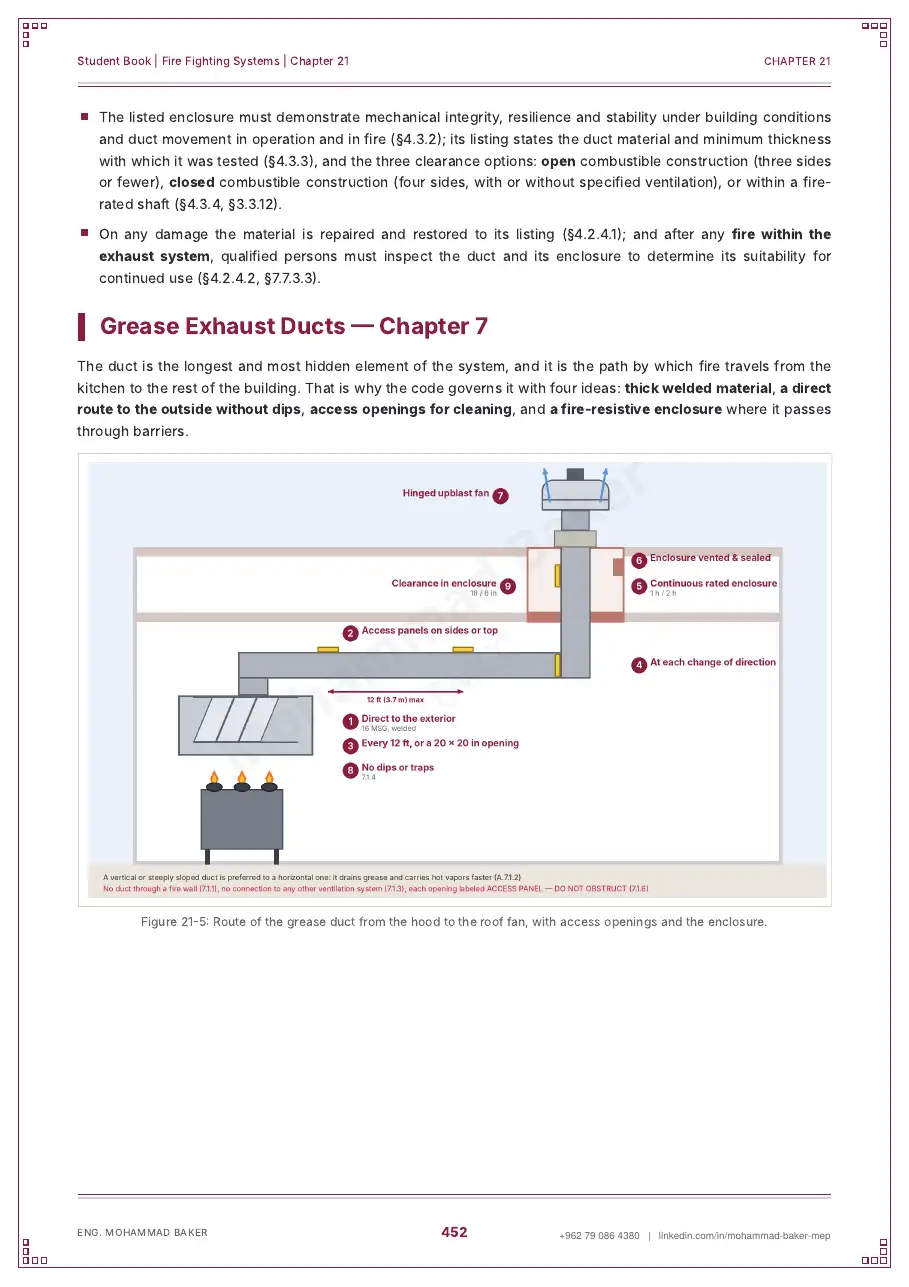 Student Book | Fire Fighting Systems | Chapter 21
CHAPTER 21
The listed enclosure must demonstrate mechanical integrity, resilience and stability under building conditions
and duct movement in operation and in fire (§4.3.2); its listing states the duct material and minimum thickness
with which it was tested (§4.3.3), and the three clearance options: open combustible construction (three sides
or fewer), closed combustible construction (four sides, with or without specified ventilation), or within a fire-
rated shaft (§4.3.4, §3.3.12).
On any damage the material is repaired and restored to its listing (§4.2.4.1); and after any fire within the
exhaust system, qualified persons must inspect the duct and its enclosure to determine its suitability for
continued use (§4.2.4.2, §7.7.3.3).
Grease Exhaust Ducts — Chapter 7
The duct is the longest and most hidden element of the system, and it is the path by which fire travels from the
kitchen to the rest of the building. That is why the code governs it with four ideas: thick welded material, a direct
route to the outside without dips, access openings for cleaning, and a fire-resistive enclosure where it passes
through barriers.
Hinged upblast fan 7
6 Enclosure vented & sealed
Clearance in enclosure 9
18 / 6 in
5 Continuous rated enclosure
1 h / 2 h
2 Access panels on sides or top
4 At each change of direction
12 ft (3.7 m) max
1 Direct to the exterior
16 MSG, welded
3 Every 12 ft, or a 20 × 20 in opening
8 No dips or traps
7.1.4
A vertical or steeply sloped duct is preferred to a horizontal one: it drains grease and carries hot vapors faster (A.7.1.2)
No duct through a fire wall (7.1.1), no connection to any other ventilation system (7.1.3), each opening labeled ACCESS PANEL — DO NOT OBSTRUCT (7.1.6)
Mohammad Baker
Figure 21-5: Route of the grease duct from the hood to the roof fan, with access openings and the enclosure.
ENG. MOHAMMAD BAKER
452
+962 79 086 4380 | linkedin.com/in/mohammad-baker-mep